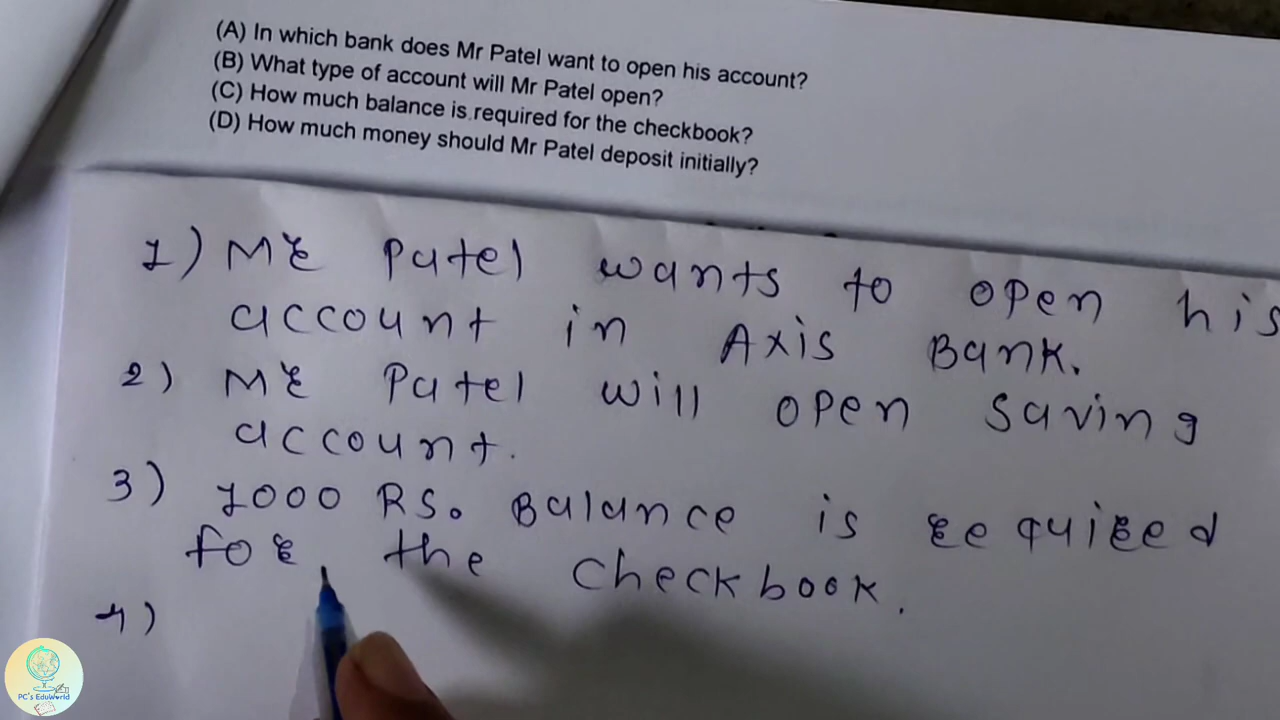 (A) In which bank does Mr Patel want to open his account?
(B) What type of account will Mr Patel open?
(C) How much balance is required for the checkbook?
(D) How much money should Mr Patel deposit initially?
1) Mr Patel wants to open his
account in Axis Bank.
2) Mr Patel will open saving
account.
3) 1000 RS. Balance is required
for the checkbook.
4)
PC's EduWorld